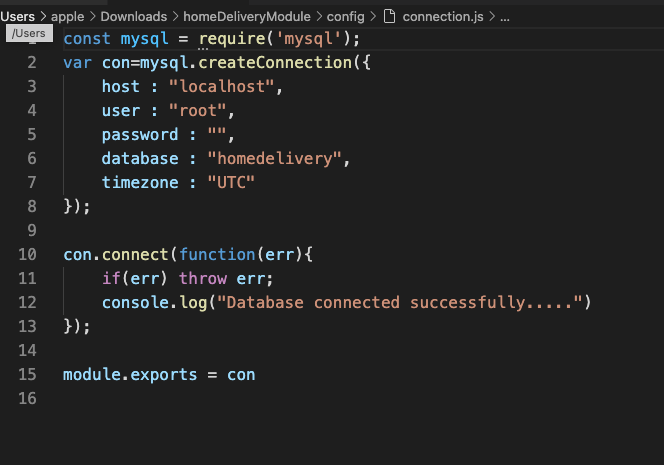 Users > apple > Downloads > homeDeliveryModule > config > connection.js > ...
/Users
1 const mysql = require('mysql');
2 var con=mysql.createConnection({
3 host : "localhost",
4 user : "root",
5 password : "",
6 database : "homedelivery",
7 timezone : "UTC"
8 });
9
10 con.connect(function(err){
11 if(err) throw err;
12 console.log("Database connected successfully.....")
13 });
14
15 module.exports = con
16